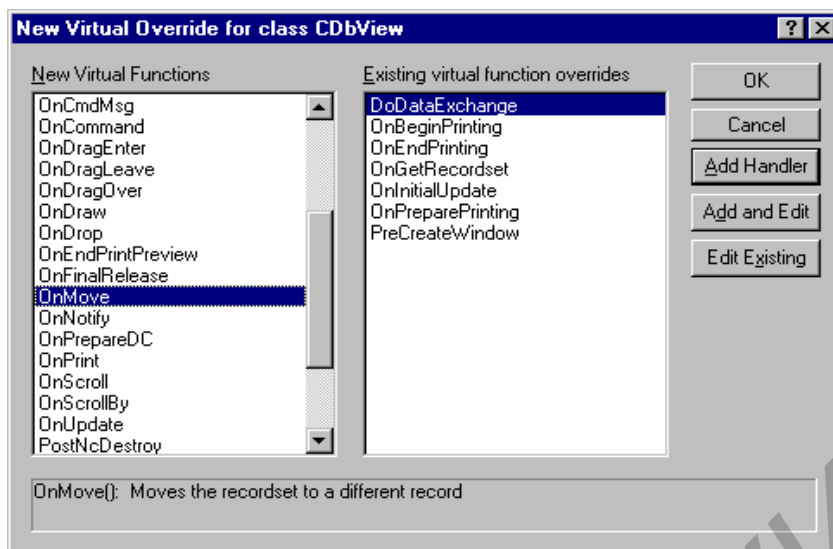 New Virtual Override for class CDbView
New Virtual Functions
OnCmdMsg
OnCommand
OnDragEnter
OnDragLeave
OnDragOver
OnDraw
OnDrop
OnEndPrintPreview
OnFinalRelease
OnMove
OnNotify
OnPrepareDC
OnPrint
OnScroll
OnScrollBy
OnUpdate
PostNcDestroy
Existing virtual function overrides
DoDataExchange
OnBeginPrinting
OnEndPrinting
OnGetRecordset
OnInitialUpdate
OnPreparePrinting
PreCreateWindow
OK
Cancel
Add Handler
Add and Edit
Edit Existing
OnMove(): Moves the recordset to a different record